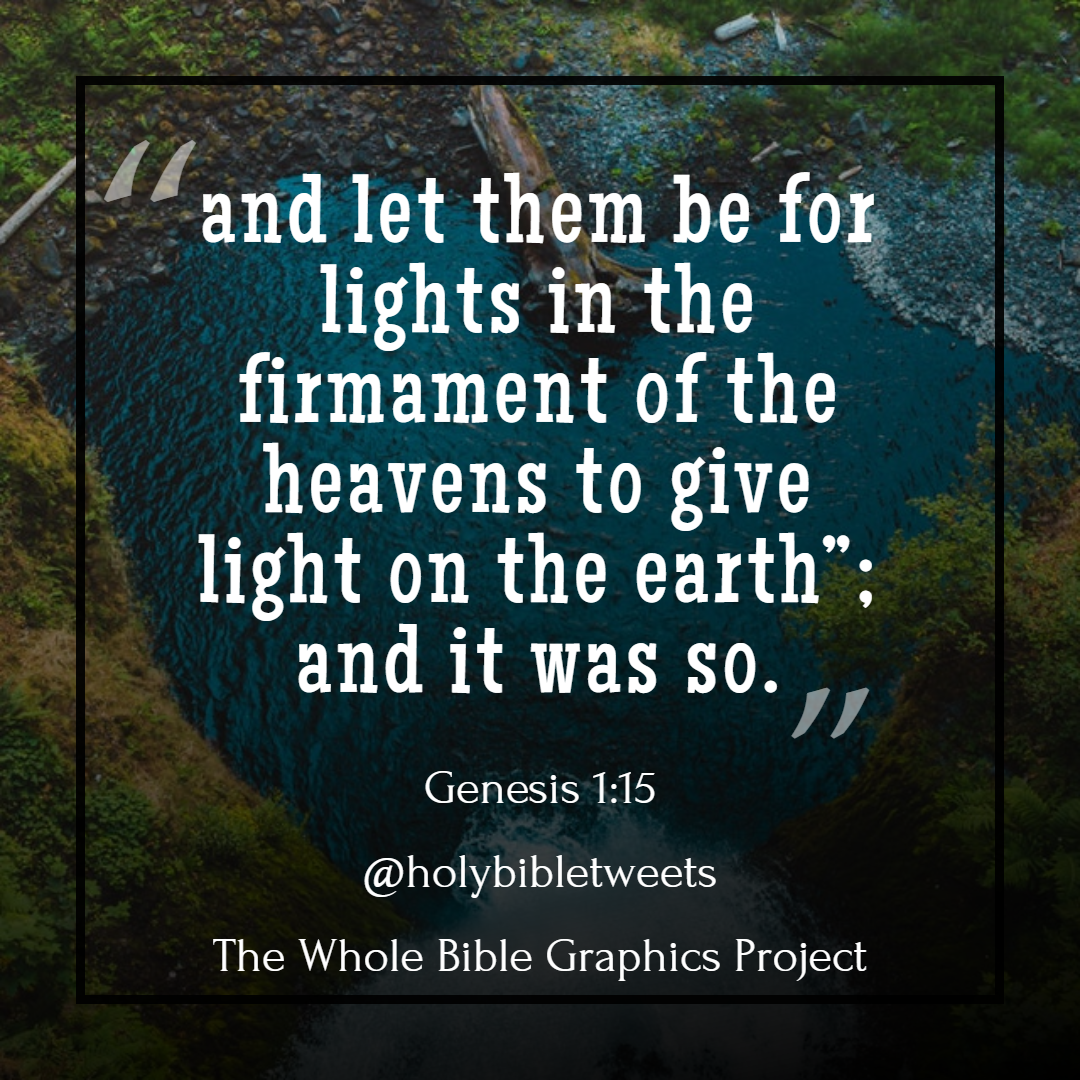 “
and let them be for
lights in the
firmament of the
heavens to give
light on the earth”;
and it was so.
”
Genesis 1:15
@holybibletweets
The Whole Bible Graphics Project